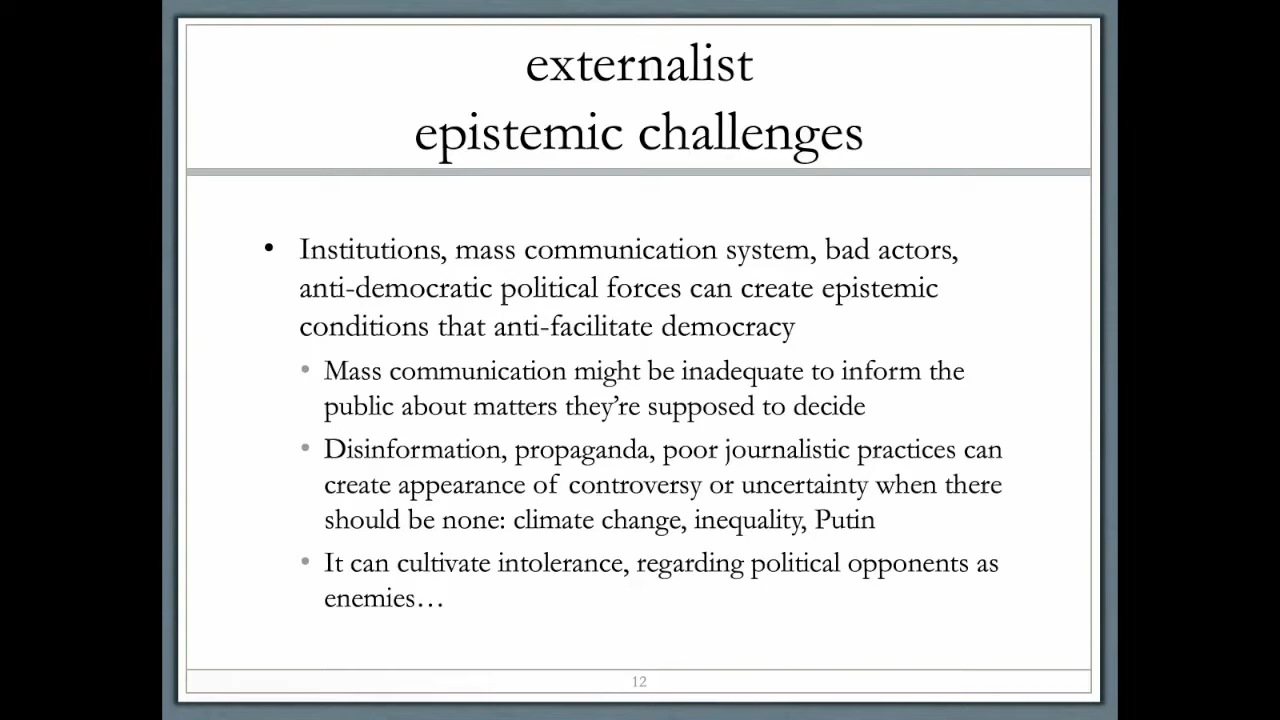 externalist
epistemic challenges
• Institutions, mass communication system, bad actors,
anti-democratic political forces can create epistemic
conditions that anti-facilitate democracy
• Mass communication might be inadequate to inform the
public about matters they’re supposed to decide
• Disinformation, propaganda, poor journalistic practices can
create appearance of controversy or uncertainty when there
should be none: climate change, inequality, Putin
• It can cultivate intolerance, regarding political opponents as
enemies…
12